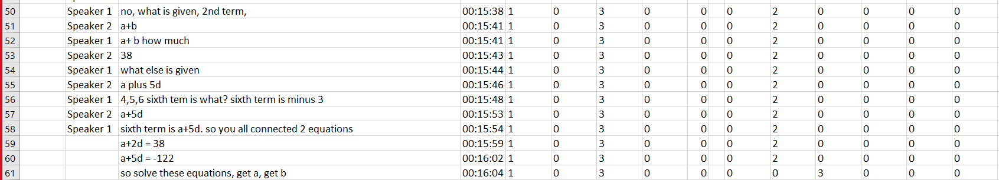 50 Speaker 1 no, what is given, 2nd term, 00:15:38 1 0 3 0 0 0 2 0 0 0 0
51 Speaker 2 a+b 00:15:41 1 0 3 0 0 0 2 0 0 0 0
52 Speaker 1 a+ b how much 00:15:41 1 0 3 0 0 0 2 0 0 0 0
53 Speaker 2 38 00:15:43 1 0 3 0 0 0 2 0 0 0 0
54 Speaker 1 what else is given 00:15:44 1 0 3 0 0 0 2 0 0 0 0
55 Speaker 2 a plus 5d 00:15:46 1 0 3 0 0 0 2 0 0 0 0
56 Speaker 1 4,5,6 sixth tem is what? sixth term is minus 3 00:15:48 1 0 3 0 0 0 2 0 0 0 0
57 Speaker 2 a+5d 00:15:53 1 0 3 0 0 0 2 0 0 0 0
58 Speaker 1 sixth term is a+5d. so you all connected 2 equations 00:15:54 1 0 3 0 0 0 2 0 0 0 0
59 a+2d = 38 00:15:59 1 0 3 0 0 0 2 0 0 0 0
60 a+5d = -122 00:16:02 1 0 3 0 0 0 2 0 0 0 0
61 so solve these equations, get a, get b 00:16:04 1 0 3 0 0 0 0 3 0 0 0